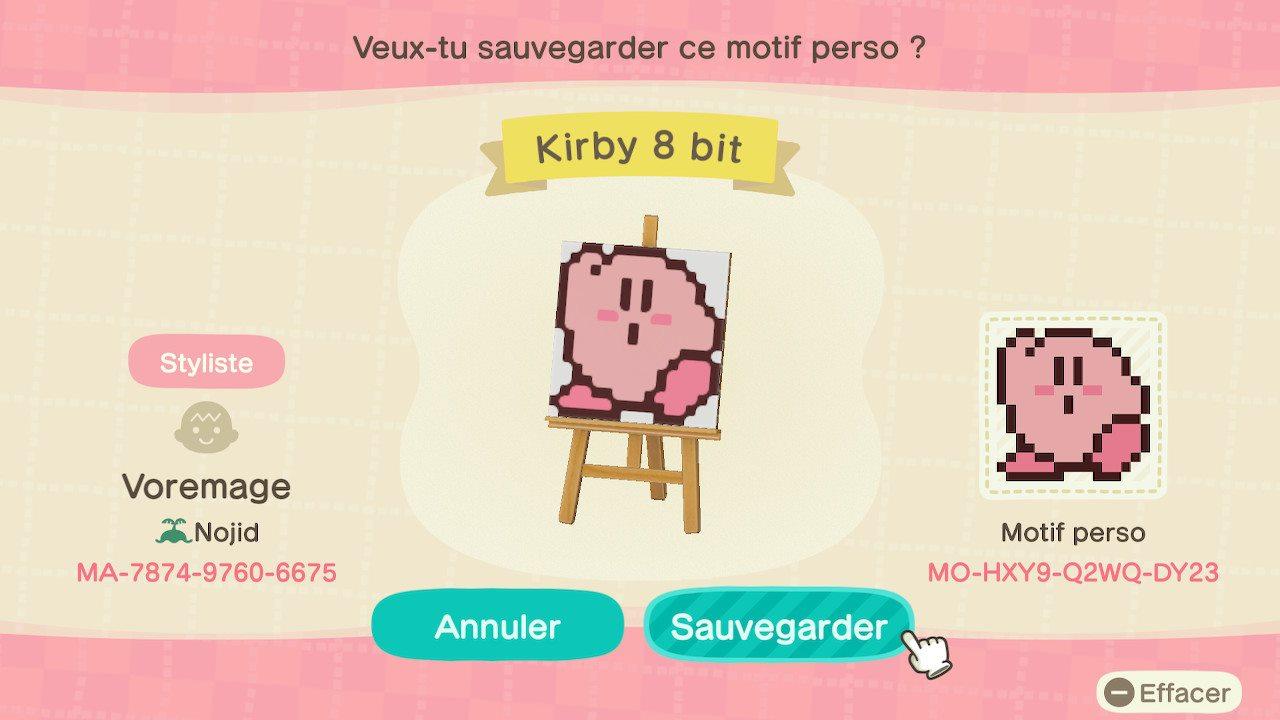 Veux-tu sauvegarder ce motif perso ?
Kirby 8 bit
Styliste
Voremage
Nojid
MA-7874-9760-6675
Motif perso
MO-HXY9-Q2WQ-DY23
Annuler
Sauvegarder
Effacer